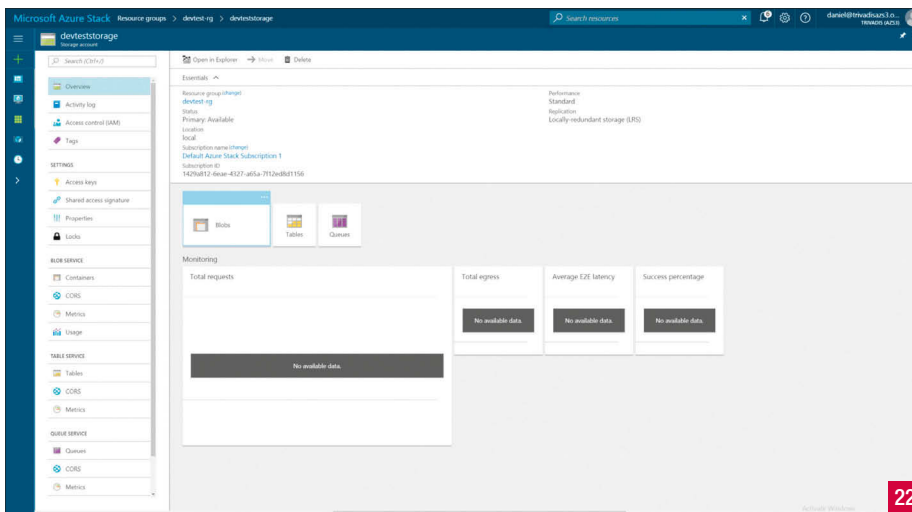 Microsoft Azure Stack Resource groups > devtest-rg > devteststorage
Search resources
daniel@trivadisazs3.o...
TRIVADIS (AZS3)
devteststorage
Storage account
Search (Ctrl+/)
Overview
Activity log
Access control (IAM)
Tags
SETTINGS
Access keys
Shared access signature
Properties
Locks
BLOB SERVICE
Containers
CORS
Metrics
Usage
TABLE SERVICE
Tables
CORS
Metrics
QUEUE SERVICE
Queues
CORS
Metrics
Open in Explorer Move Delete
Essentials
Resource group (change)
devtest-rg
Status
Primary: Available
Location
local
Subscription name (change)
Default Azure Stack Subscription 1
Subscription ID
Performance
Standard
Replication
Locally-redundant storage (LRS)
Blobs
Tables
Queues
Monitoring
Total requests
No available data.
Total egress
No available data.
Average E2E latency
No available data.
Success percentage
No available data.
Activate Windows
22